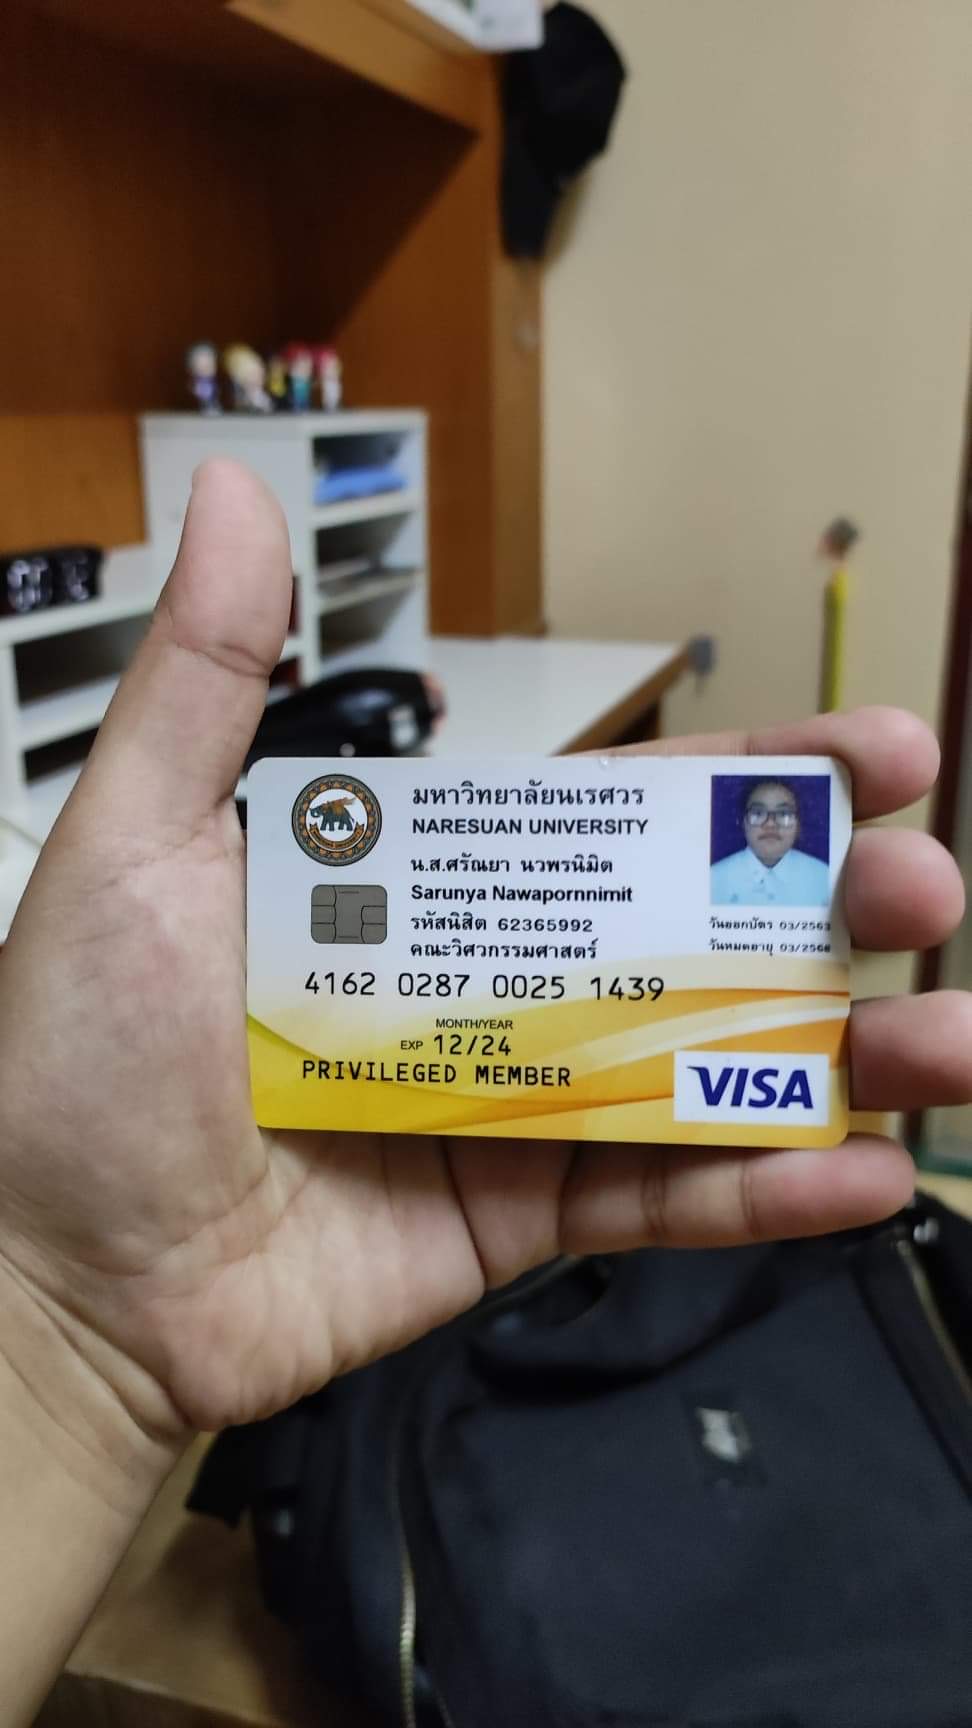 มหาวิทยาลัยนเรศวร
NARESUAN UNIVERSITY
น.ส.ศรัณยา นวพรนิมิต
Sarunya Nawapornnimit
รหัสนิสิต 62365992
คณะวิศวกรรมศาสตร์
วันออกบัตร 03/2563
วันหมดอายุ 03/2568
4162 0287 0025 1439
MONTH/YEAR
EXP 12/24
PRIVILEGED MEMBER
VISA